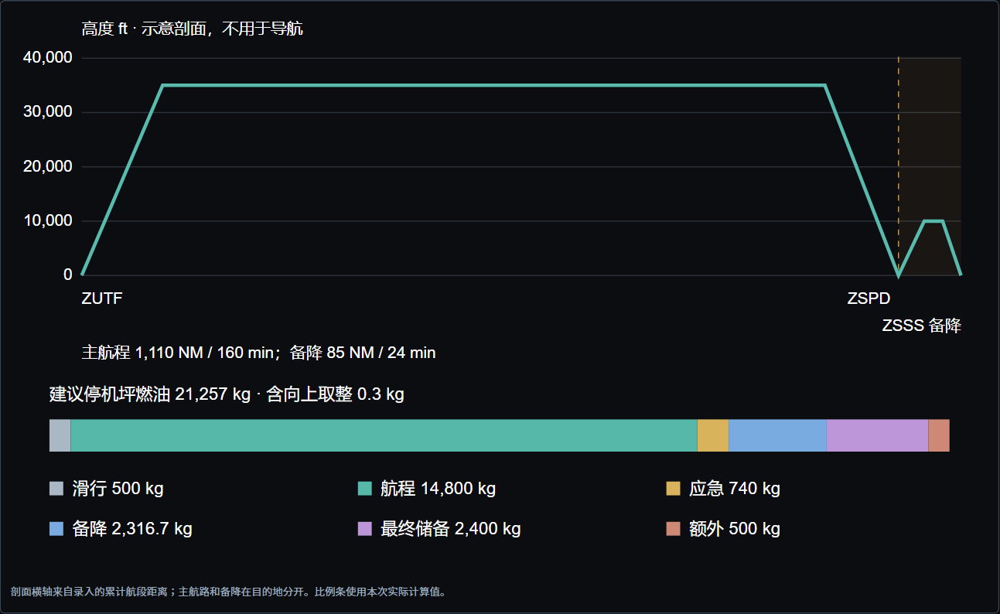 高度 ft · 示意剖面，不用于导航
40,000
30,000
20,000
10,000
0
ZUTF
ZSPD
ZSSS 备降
主航程 1,110 NM / 160 min；备降 85 NM / 24 min
建议停机坪燃油 21,257 kg · 含向上取整 0.3 kg
滑行 500 kg
航程 14,800 kg
应急 740 kg
备降 2,316.7 kg
最终储备 2,400 kg
额外 500 kg
剖面横轴来自录入的累计航段距离；主航路和备降在目的地分开。比例条使用本次实际计算值。